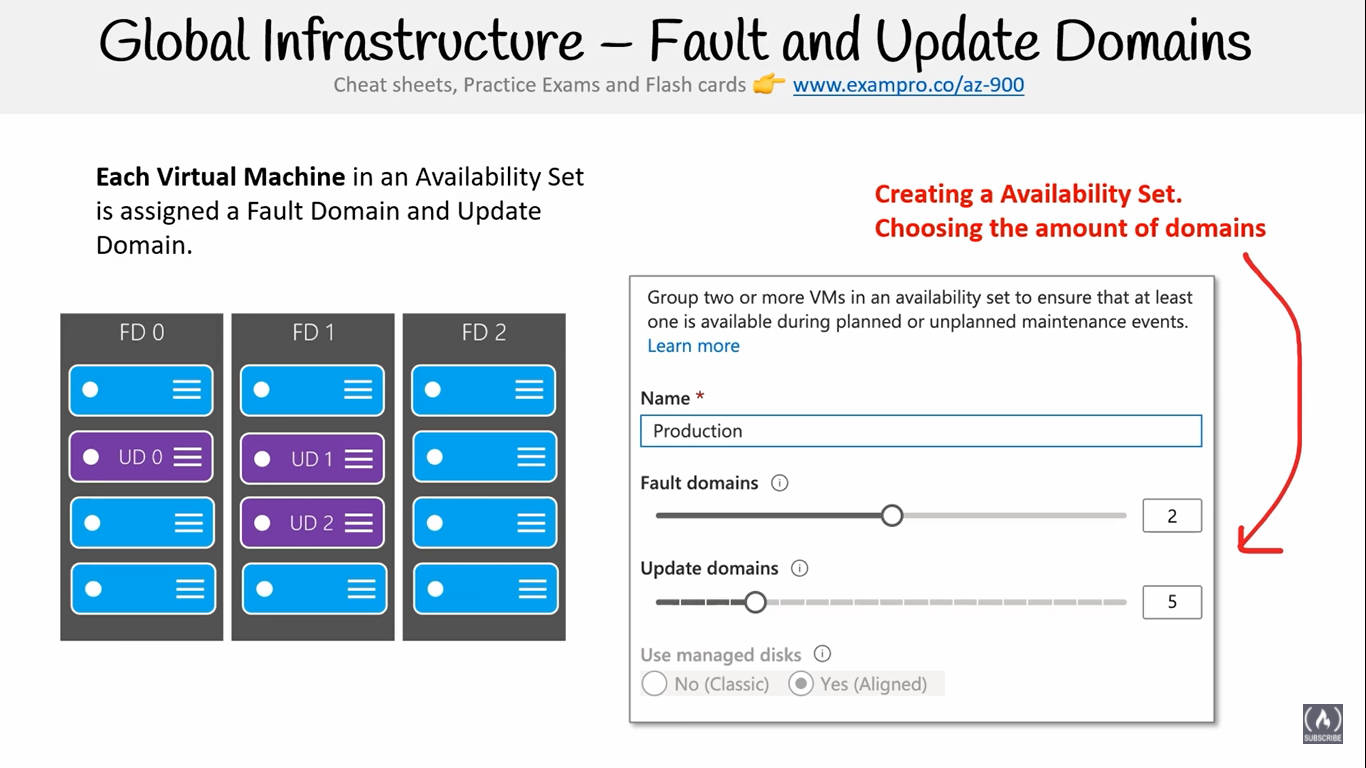 Global Infrastructure – Fault and Update Domains
Cheat sheets, Practice Exams and Flash cards 👉 www.exampro.co/az-900
Each Virtual Machine in an Availability Set
is assigned a Fault Domain and Update
Domain.
Creating a Availability Set.
Choosing the amount of domains
FD 0
FD 1
FD 2
UD 0
UD 1
UD 2
Group two or more VMs in an availability set to ensure that at least
one is available during planned or unplanned maintenance events.
Learn more
Name *
Production
Fault domains
2
Update domains
5
Use managed disks
No (Classic) Yes (Aligned)
SUBSCRIBE